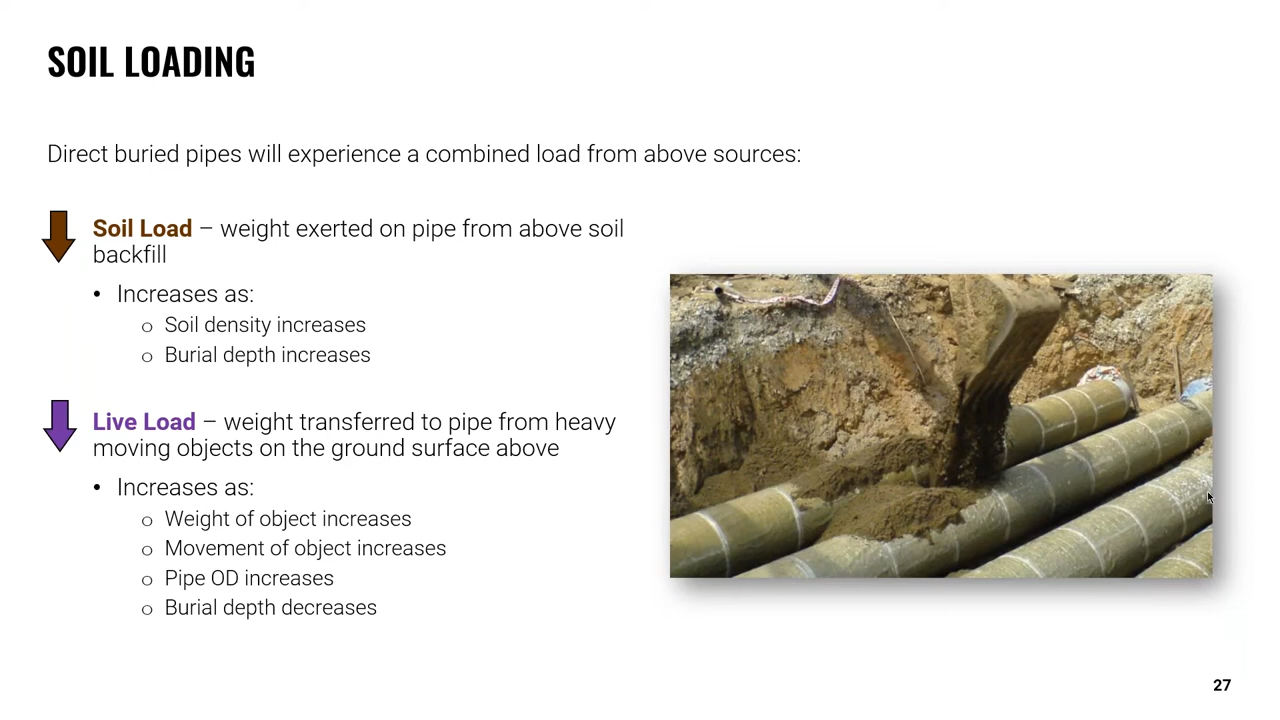 SOIL LOADING
Direct buried pipes will experience a combined load from above sources:
Soil Load – weight exerted on pipe from above soil
backfill
• Increases as:
o Soil density increases
o Burial depth increases
Live Load – weight transferred to pipe from heavy
moving objects on the ground surface above
• Increases as:
o Weight of object increases
o Movement of object increases
o Pipe OD increases
o Burial depth decreases
27